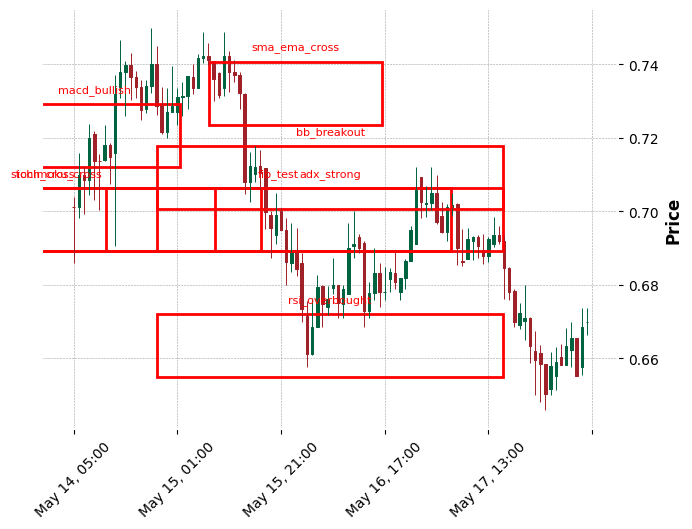 sma_ema_cross
0.74
macd_bullish
bb_breakout
0.72
fib_test
adx_strong
0.70
Price
0.68
rsi_overbought
0.66
May 14, 05:00
May 15, 01:00
May 15, 21:00
May 16, 17:00
May 17, 13:00